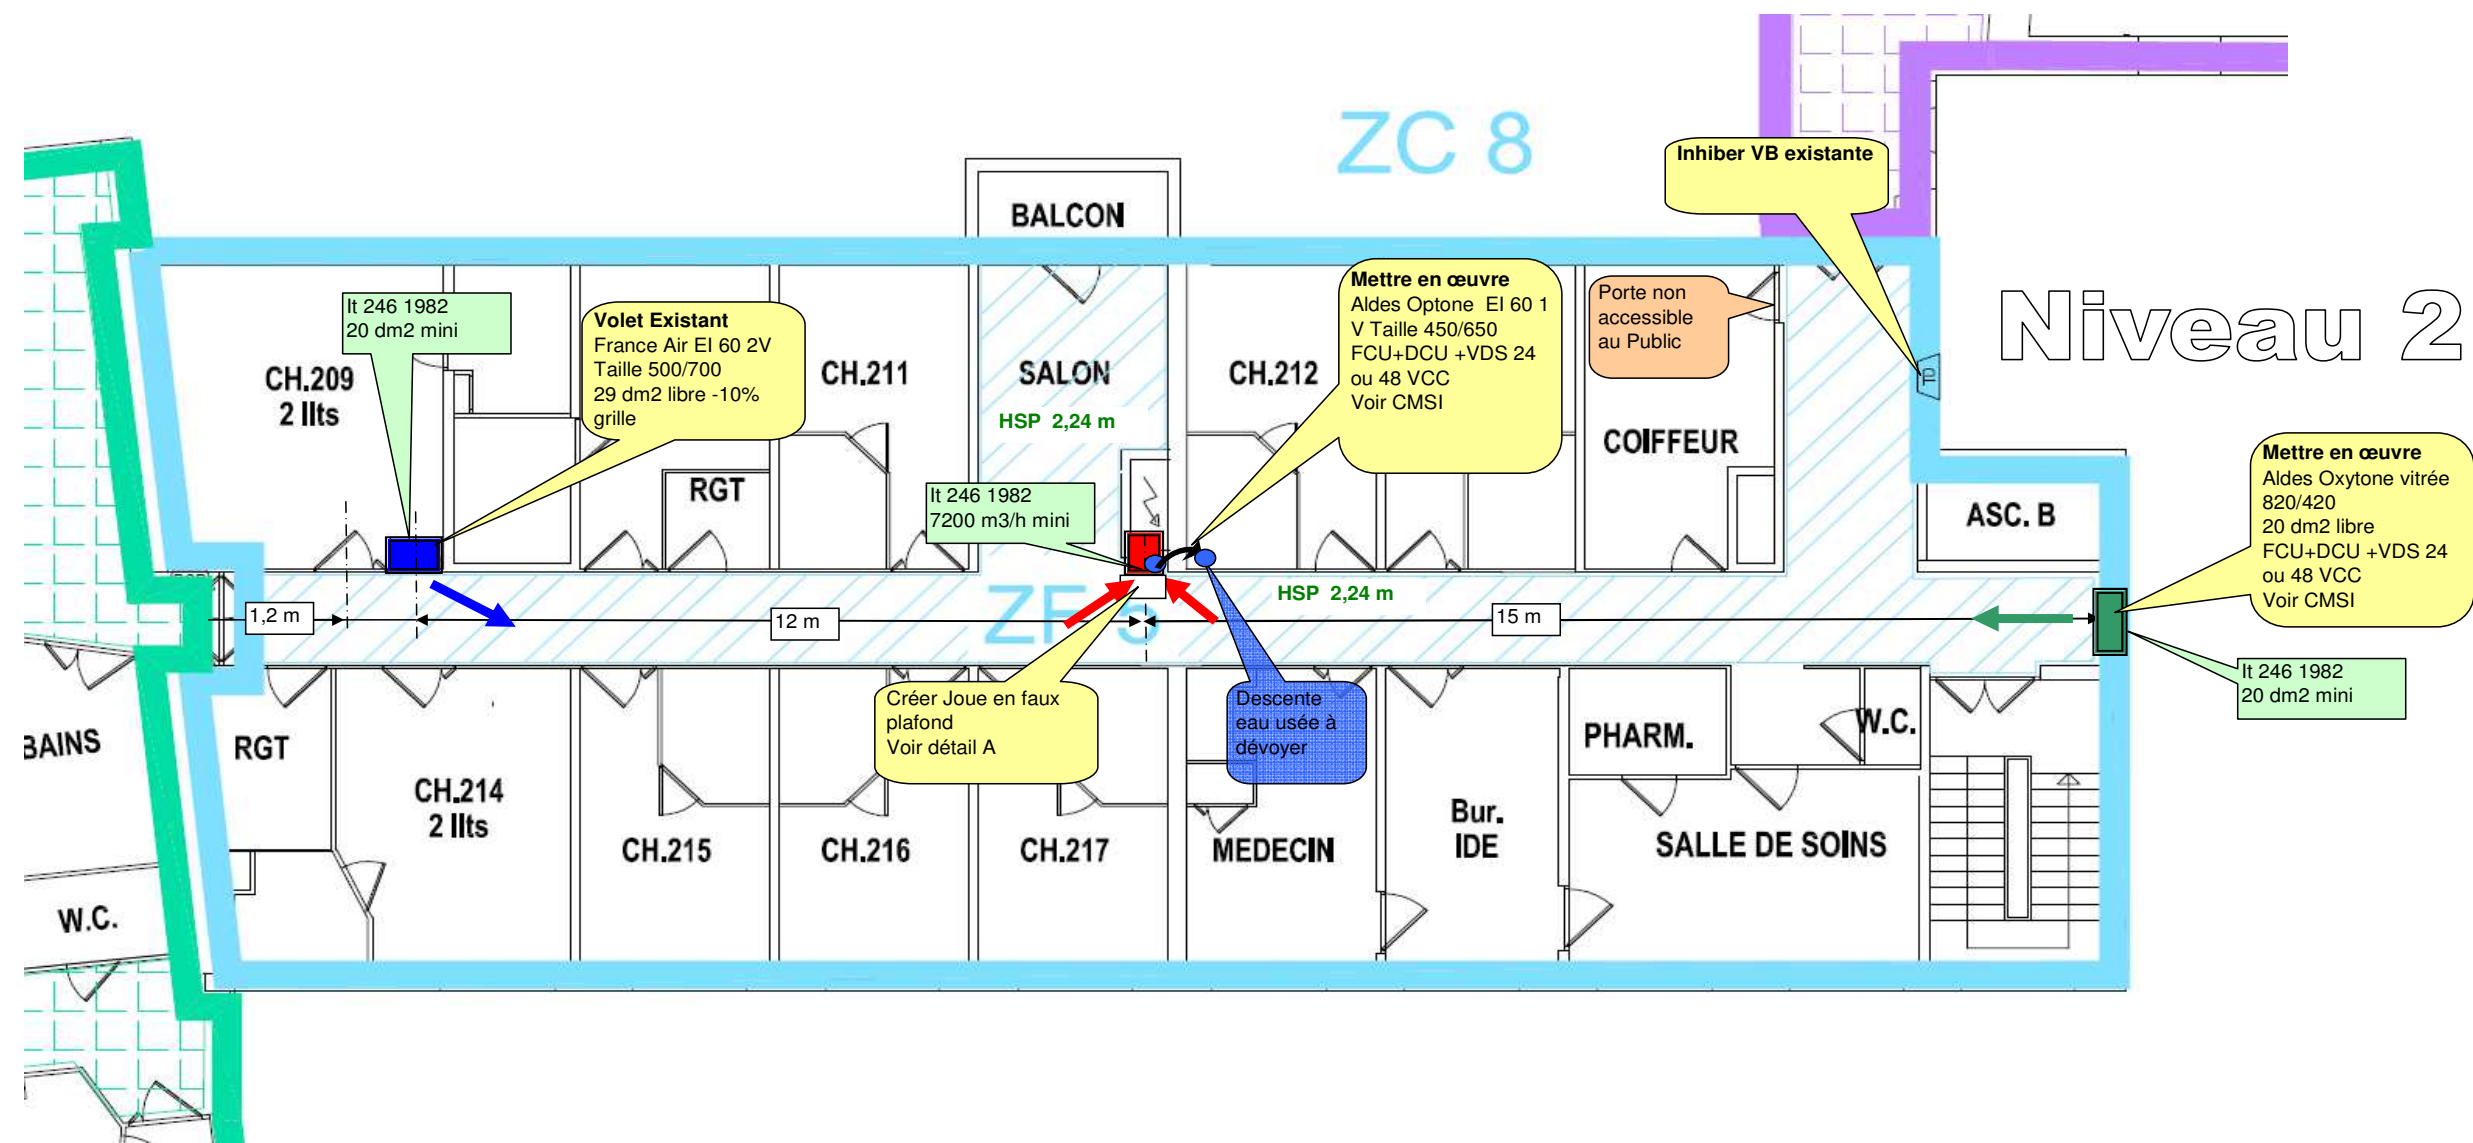 ZC 8
Inhiber VB existante
BALCON
It 246 1982
20 dm2 mini
Volet Existant
France Air EI 60 2V
Taille 500/700
29 dm2 libre -10%
grille
Mettre en œuvre
Aldes Optone EI 60 1
V Taille 450/650
FCU+DCU +VDS 24
ou 48 VCC
Voir CMSI
Porte non
accessible
au Public
Niveau 2
CH.209
2 lits
CH.211
SALON
HSP 2,24 m
CH.212
COIFFEUR
RGT
It 246 1982
7200 m3/h mini
ASC. B
Mettre en œuvre
Aldes Oxytone vitrée
820/420
20 dm2 libre
FCU+DCU +VDS 24
ou 48 VCC
Voir CMSI
HSP 2,24 m
ZF 5
1,2 m
12 m
15 m
It 246 1982
20 dm2 mini
Créer Joue en faux
plafond
Voir détail A
Descente
eau usée à
dévoyer
BAINS
RGT
PHARM.
W.C.
CH.214
2 lits
CH.215
CH.216
CH.217
MEDECIN
Bur.
IDE
SALLE DE SOINS
W.C.